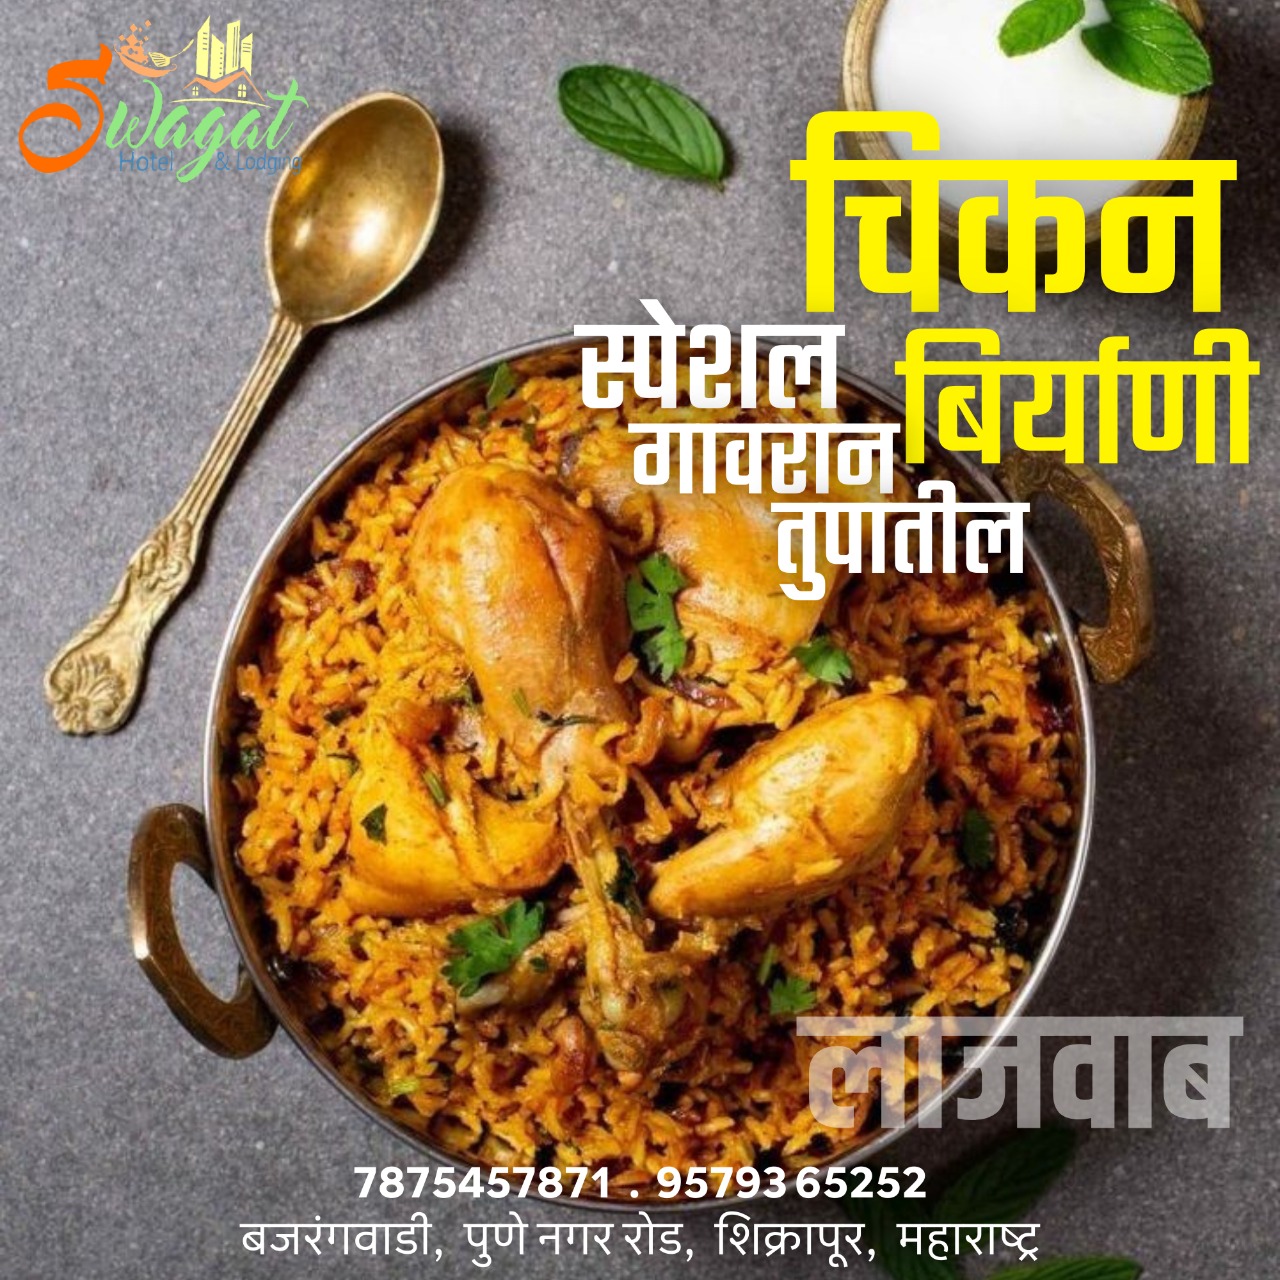 Swagat
Hotel & Lodging
चिकन
बिर्याणी
स्पेशल
गावरान
तुपातील
लाजवाब
7875457871 . 9579365252
बजरंगवाडी, पुणे नगर रोड, शिक्रापूर, महाराष्ट्र